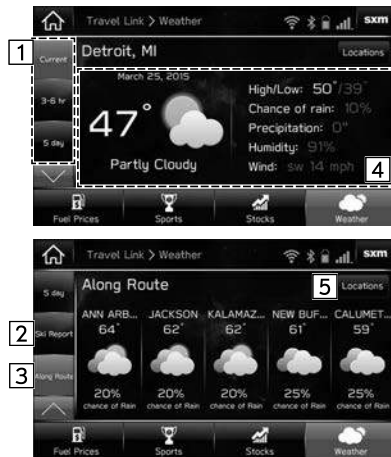 Travel Link > Weather
sxm
1
Current
3-6 hr
5 day
Detroit, MI
Locations
March 25, 2015
47°
Partly Cloudy
High/Low: 50°/39°
Chance of rain: 10%
Precipitation: 0"
Humidity: 91%
Wind: sw 14 mph
4
Fuel Prices
Sports
Stocks
Weather
Travel Link > Weather
sxm
5 day
2
Ski Report
3
Along Route
Along Route
5
Locations
ANN ARB... JACKSON KALAMAZ... NEW BUF... CALUMET...
64° 62° 62° 61° 59°
20% 20% 20% 25% 25%
chance of Rain chance of Rain chance of Rain chance of Rain chance of Rain
Fuel Prices
Sports
Stocks
Weather